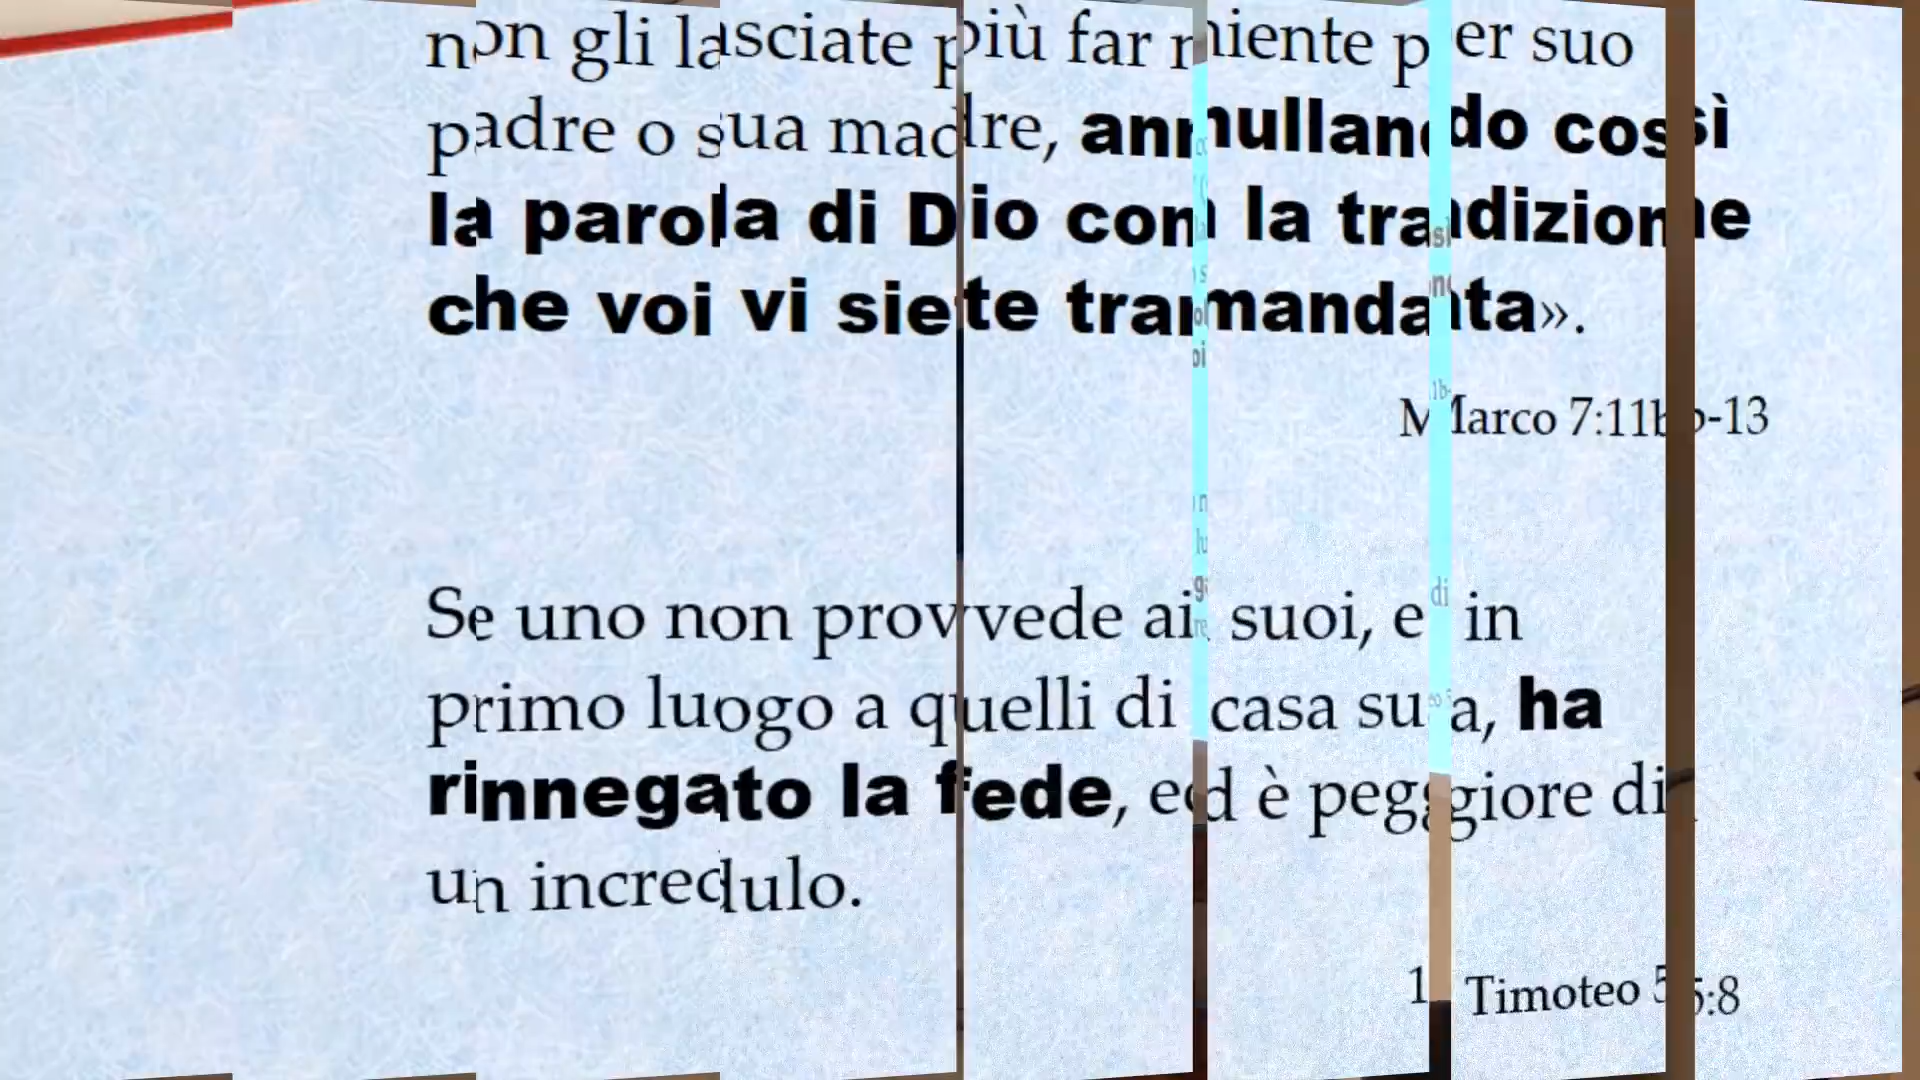 non gli lasciate più far niente per suo
padre o sua madre, annullando così
la parola di Dio con la tradizione
che voi vi siete tramandata».
Marco 7:11b-13
Se uno non provvede ai suoi, e in
primo luogo a quelli di casa sua, ha
rinnegato la fede, ed è peggiore di
un incredulo.
1 Timoteo 5:8